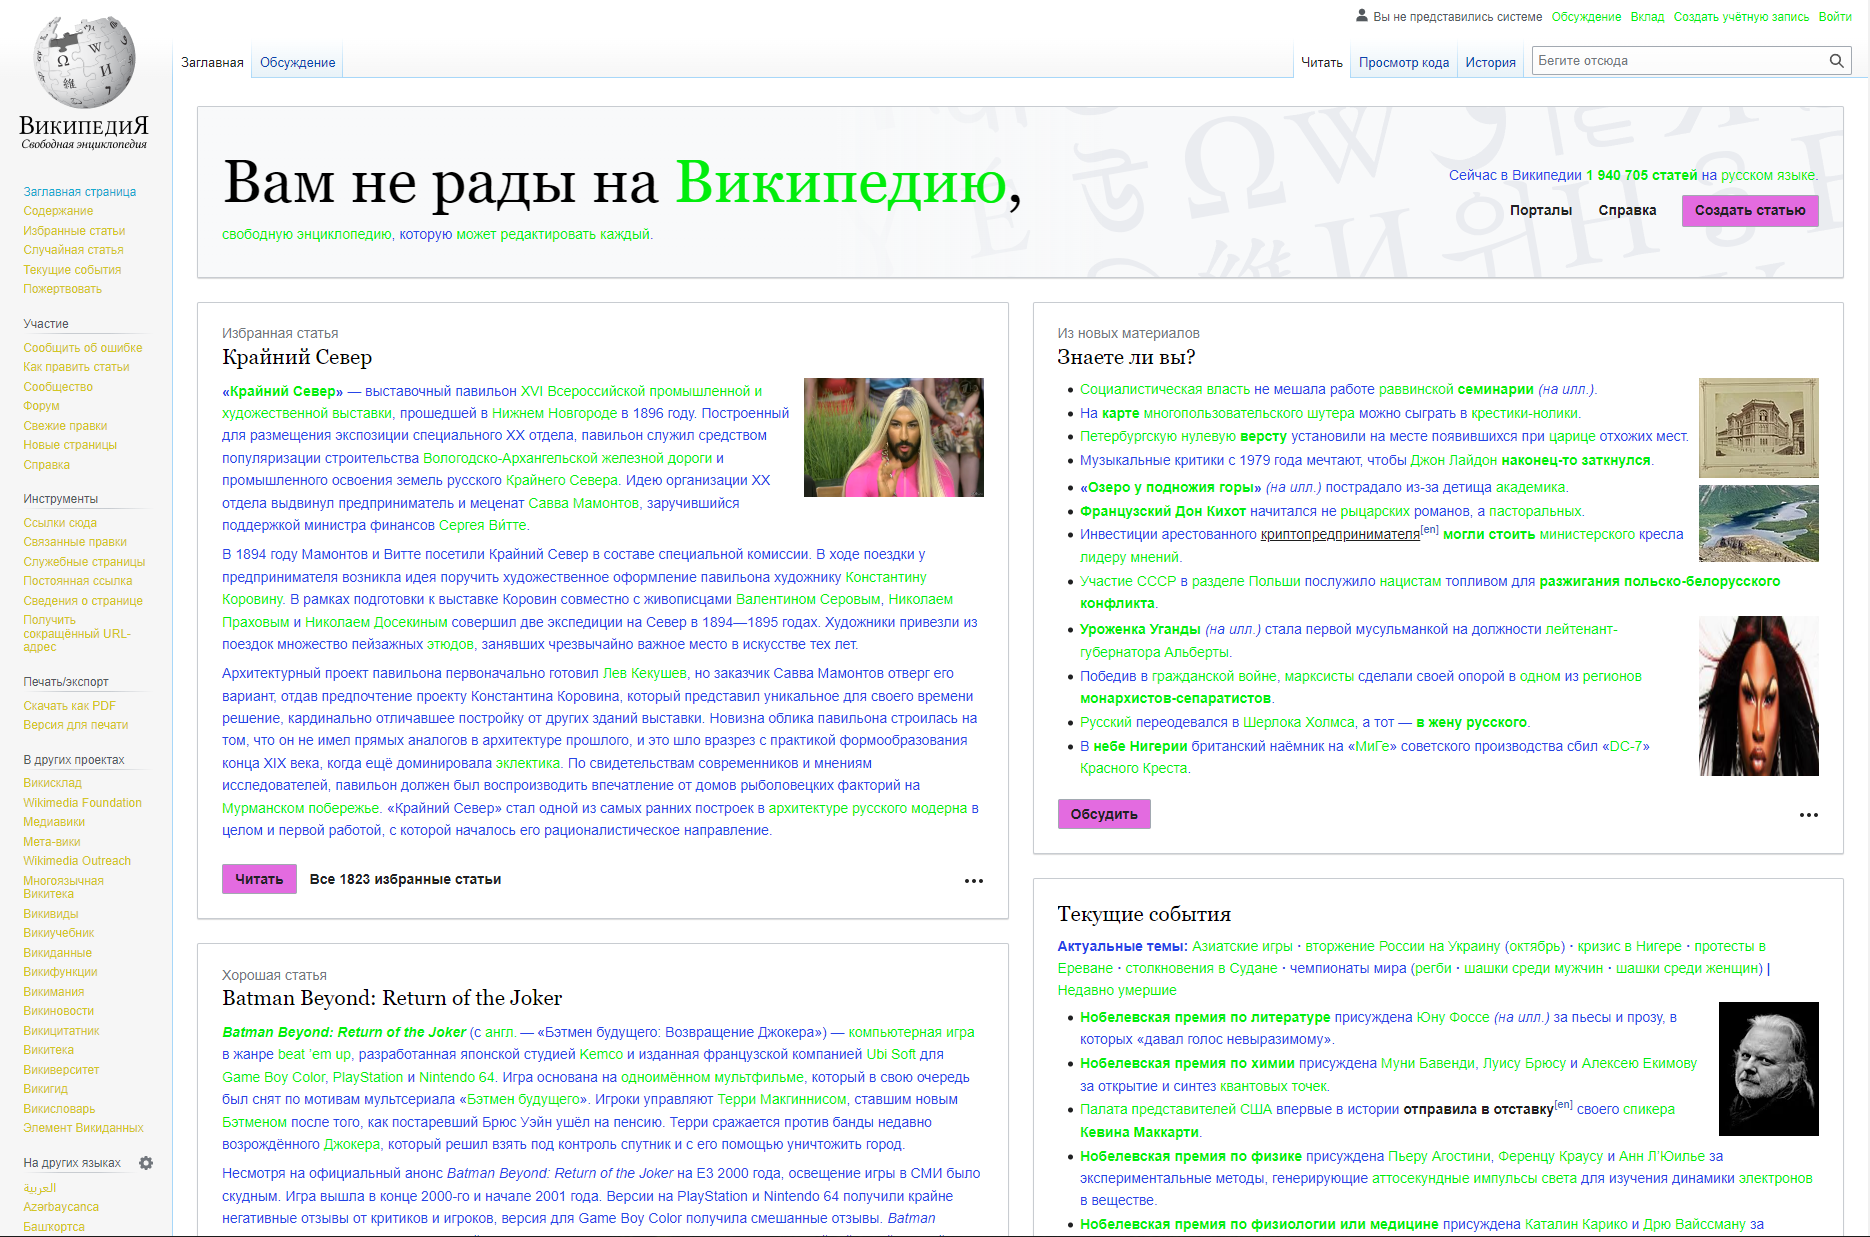 Вы не представились системе Обсуждение Вклад Создать учётную запись Войти
Заглавная Обсуждение Читать Просмотр кода История Бегите отсюда
ВикипедиЯ
Свободная энциклопедия
Заглавная страница
Содержание
Избранные статьи
Случайная статья
Текущие события
Пожертвовать
Участие
Сообщить об ошибке
Как править статьи
Сообщество
Форум
Свежие правки
Новые страницы
Справка
Инструменты
Ссылки сюда
Связанные правки
Служебные страницы
Постоянная ссылка
Сведения о странице
Получить
сокращённый URL-
адрес
Печать/экспорт
Скачать как PDF
Версия для печати
В других проектах
Викисклад
Wikimedia Foundation
Медиавики
Мета-вики
Wikimedia Outreach
Многоязычная
Викитека
Викивиды
Викиучебник
Викиданные
Викифункции
Викимания
Викиновости
Викицитатник
Викитека
Викиверситет
Викигид
Викисловарь
Элемент Викиданных
На других языках
العربية
Azərbaycanca
Башҡортса
Вам не рады на Википедию,
свободную энциклопедию, которую может редактировать каждый.
Сейчас в Википедии 1 940 705 статей на русском языке.
Порталы Справка Создать статью
Избранная статья
Крайний Север
«Крайний Север» — выставочный павильон XVI Всероссийской промышленной и
художественной выставки, прошедшей в Нижнем Новгороде в 1896 году. Построенный
для размещения экспозиции специального XX отдела, павильон служил средством
популяризации строительства Вологодско-Архангельской железной дороги и
промышленного освоения земель русского Крайнего Севера. Идею организации XX
отдела выдвинул предприниматель и меценат Савва Мамонтов, заручившийся
поддержкой министра финансов Сергея Ви́тте.
В 1894 году Мамонтов и Витте посетили Крайний Север в составе специальной комиссии. В ходе поездки у
предпринимателя возникла идея поручить художественное оформление павильона художнику Константину
Коровину. В рамках подготовки к выставке Коровин совместно с живописцами Валентином Серовым, Николаем
Праховым и Николаем Досекиным совершил две экспедиции на Север в 1894—1895 годах. Художники привезли из
поездок множество пейзажных этюдов, занявших чрезвычайно важное место в искусстве тех лет.
Архитектурный проект павильона первоначально готовил Лев Кекушев, но заказчик Савва Мамонтов отверг его
вариант, отдав предпочтение проекту Константина Коровина, который представил уникальное для своего времени
решение, кардинально отличавшее постройку от других зданий выставки. Новизна облика павильона строилась на
том, что он не имел прямых аналогов в архитектуре прошлого, и это шло вразрез с практикой формообразования
конца XIX века, когда ещё доминировала эклектика. По свидетельствам современников и мнениям
исследователей, павильон должен был воспроизводить впечатление от домов рыболовецких факторий на
Мурманском побережье. «Крайний Север» стал одной из самых ранних построек в архитектуре русского модерна в
целом и первой работой, с которой началось его рационалистическое направление.
Читать Все 1823 избранные статьи
Хорошая статья
Batman Beyond: Return of the Joker
Batman Beyond: Return of the Joker (с англ. — «Бэтмен будущего: Возвращение Джокера») — компьютерная игра
в жанре beat 'em up, разработанная японской студией Kemco и изданная французской компанией Ubi Soft для
Game Boy Color, PlayStation и Nintendo 64. Игра основана на одноимённом мультфильме, который в свою очередь
был снят по мотивам мультсериала «Бэтмен будущего». Игроки управляют Терри Макгиннисом, ставшим новым
Бэтменом после того, как постаревший Брюс Уэйн ушёл на пенсию. Терри сражается против банды недавно
возрождённого Джокера, который решил взять под контроль спутник и с его помощью уничтожить город.
Несмотря на официальный анонс Batman Beyond: Return of the Joker на E3 2000 года, освещение игры в СМИ было
скудным. Игра вышла в конце 2000-го и начале 2001 года. Версии на PlayStation и Nintendo 64 получили крайне
негативные отзывы от критиков и игроков, версия для Game Boy Color получила смешанные отзывы. Batman
Из новых материалов
Знаете ли вы?
Социалистическая власть не мешала работе раввинской семинарии (на илл.).
На карте многопользовательского шутера можно сыграть в крестики-нолики.
Петербургскую нулевую версту установили на месте появившихся при царице отхожих мест.
Музыкальные критики с 1979 года мечтают, чтобы Джон Лайдон наконец-то заткнулся.
«Озеро у подножия горы» (на илл.) пострадало из-за детища академика.
Французский Дон Кихот начитался не рыцарских романов, а пасторальных.
Инвестиции арестованного криптопредпринимателя[en] могли стоить министерского кресла
лидеру мнений.
Участие СССР в разделе Польши послужило нацистам топливом для разжигания польско-белорусского
конфликта.
Уроженка Уганды (на илл.) стала первой мусульманкой на должности лейтенант-
губернатора Альберты.
Победив в гражданской войне, марксисты сделали своей опорой в одном из регионов
монархистов-сепаратистов.
Русский переодевался в Шерлока Холмса, а тот — в жену русского.
В небе Нигерии британский наёмник на «МиГе» советского производства сбил «DC-7»
Красного Креста.
Обсудить
Текущие события
Актуальные темы: Азиатские игры · вторжение России на Украину (октябрь) · кризис в Нигере · протесты в
Ереване · столкновения в Судане · чемпионаты мира (регби · шашки среди мужчин · шашки среди женщин) |
Недавно умершие
Нобелевская премия по литературе присуждена Юну Фоссе (на илл.) за пьесы и прозу, в
которых «давал голос невыразимому».
Нобелевская премия по химии присуждена Муни Бавенди, Луису Брюсу и Алексею Екимову
за открытие и синтез квантовых точек.
Палата представителей США впервые в истории отправила в отставку[en] своего спикера
Кевина Маккарти.
Нобелевская премия по физике присуждена Пьеру Агостини, Ференцу Краусу и Анн Л'Юилье за
экспериментальные методы, генерирующие аттосекундные импульсы света для изучения динамики электронов
в веществе.
Нобелевская премия по физиологии или медицине присуждена Каталин Карико и Дрю Вайссману за